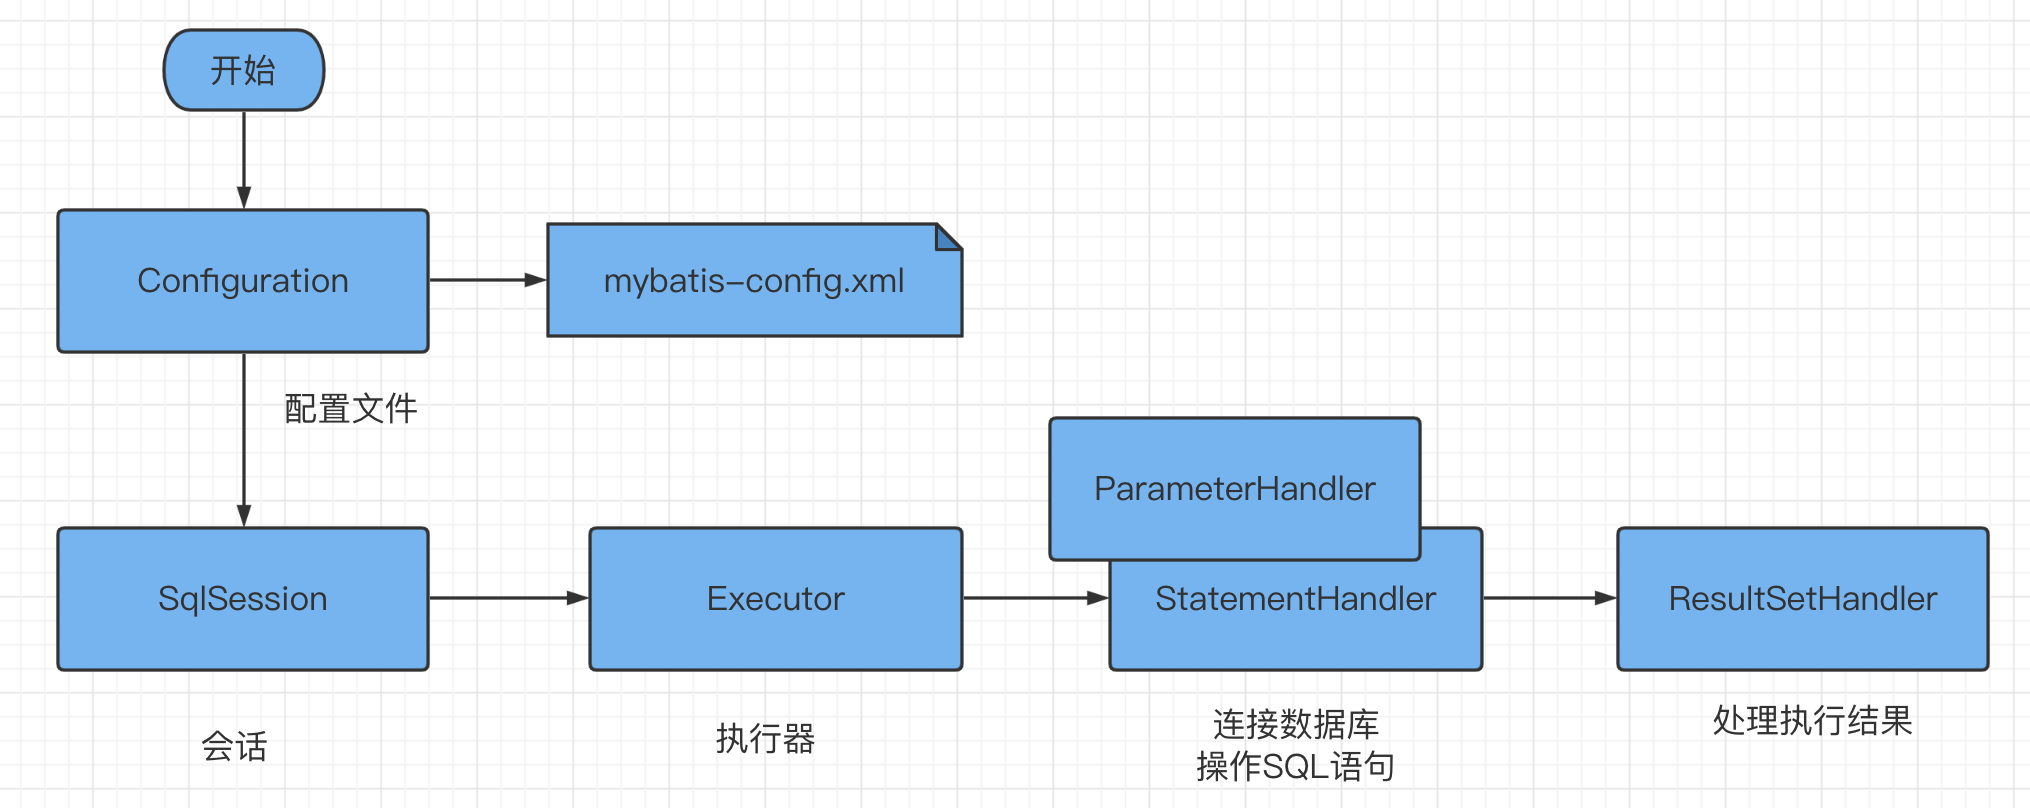 开始
Configuration
mybatis-config.xml
配置文件
ParameterHandler
SqlSession
Executor
StatementHandler
ResultSetHandler
会话
执行器
连接数据库
操作SQL语句
处理执行结果